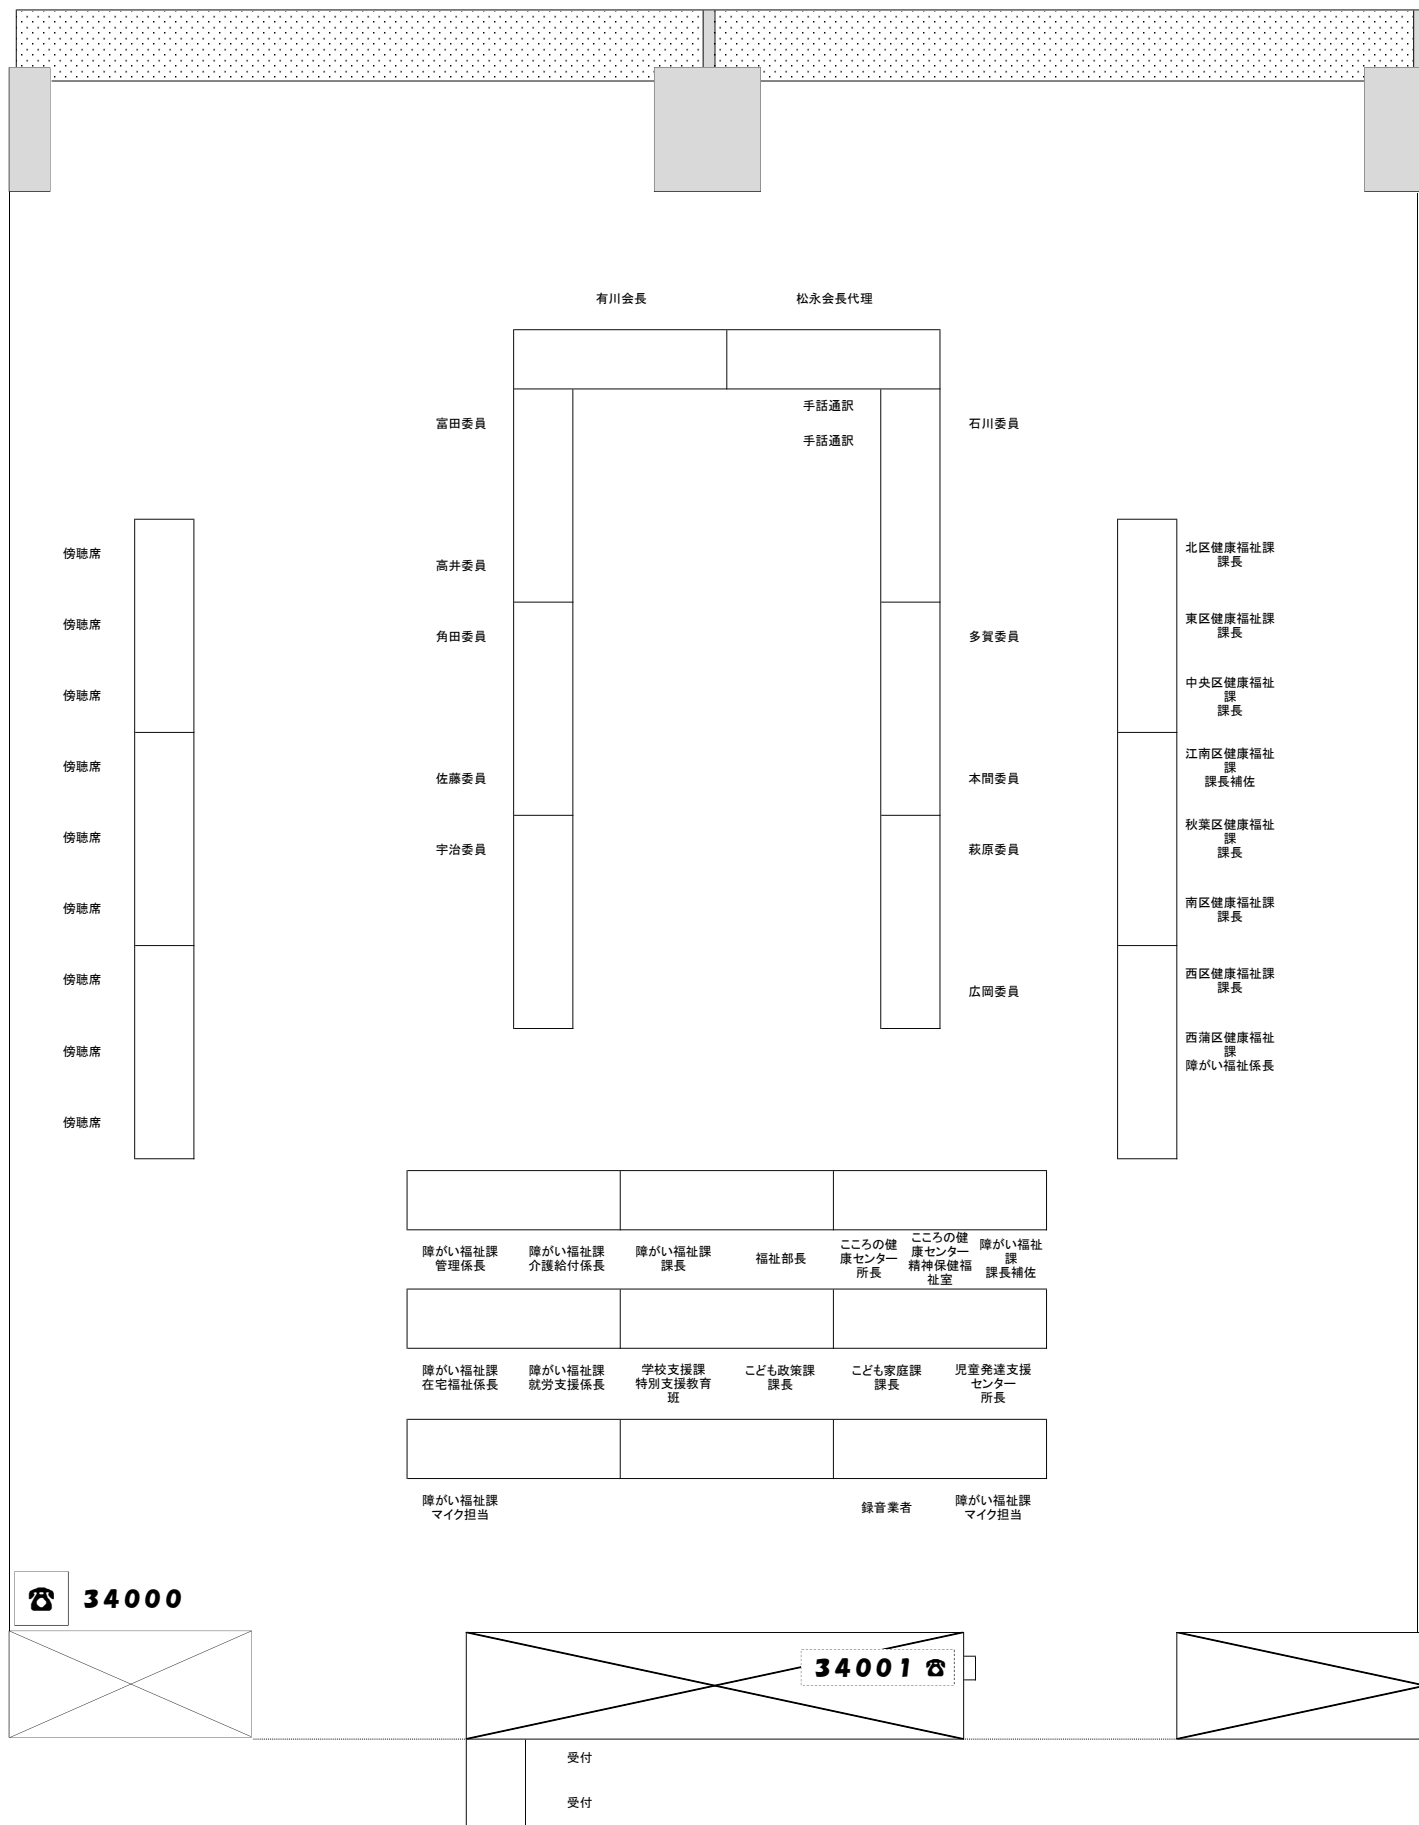 有川会長
松永会長代理
手話通訳
富田委員
石川委員
手話通訳
傍聴席
高井委員
北区健康福祉課
課長
傍聴席
角田委員
多賀委員
東区健康福祉課
課長
傍聴席
中央区健康福祉
課
課長
傍聴席
佐藤委員
本間委員
江南区健康福祉
課
課長補佐
傍聴席
宇治委員
萩原委員
秋葉区健康福祉
課
課長
傍聴席
南区健康福祉課
課長
傍聴席
広岡委員
西区健康福祉課
課長
傍聴席
西蒲区健康福祉
課
障がい福祉係長
傍聴席
障がい福祉課
管理係長
障がい福祉課
介護給付係長
障がい福祉課
課長
福祉部長
こころの健
康センター
所長
こころの健
康センター
精神保健福
祉室
障がい福祉
課
課長補佐
障がい福祉課
在宅福祉係長
障がい福祉課
就労支援係長
学校支援課
特別支援教育
班
こども政策課
課長
こども家庭課
課長
児童発達支援
センター
所長
障がい福祉課
マイク担当
録音業者
障がい福祉課
マイク担当
☎ 34000
34001 ☎
受付
受付